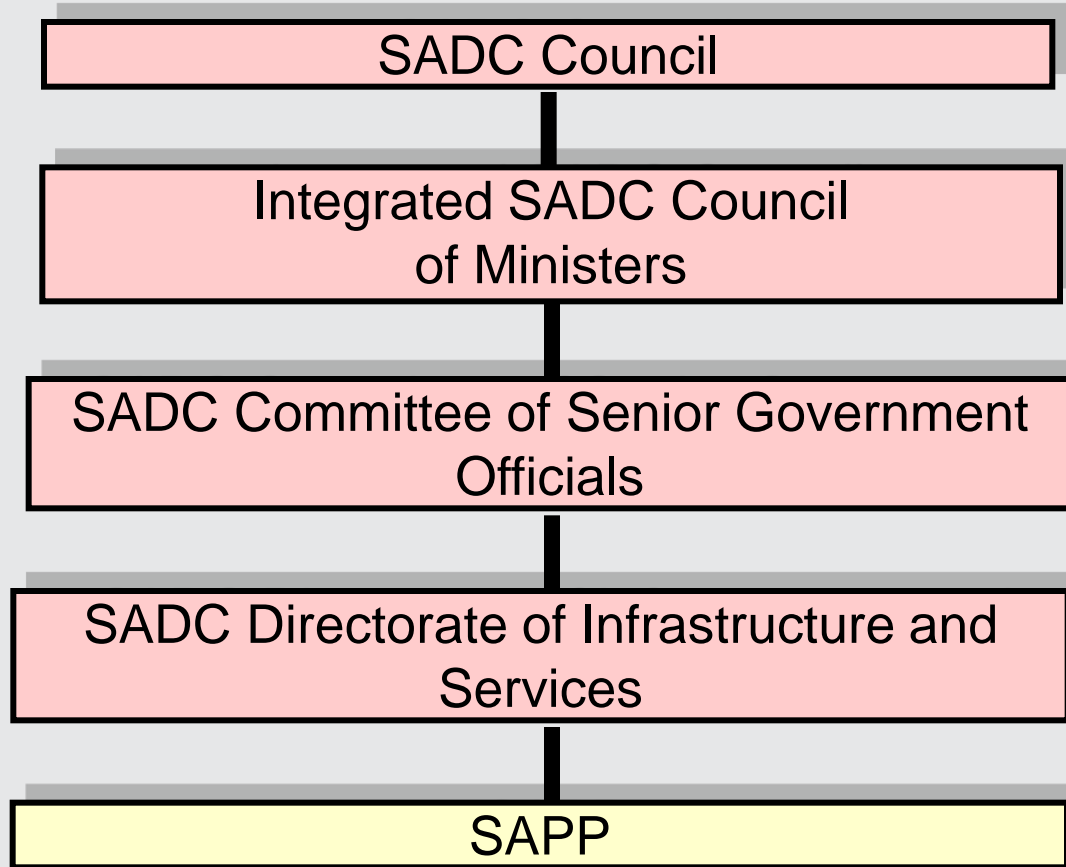 SADC Council
Integrated SADC Council
of Ministers
SADC Committee of Senior Government
Officials
SADC Directorate of Infrastructure and
Services
SAPP